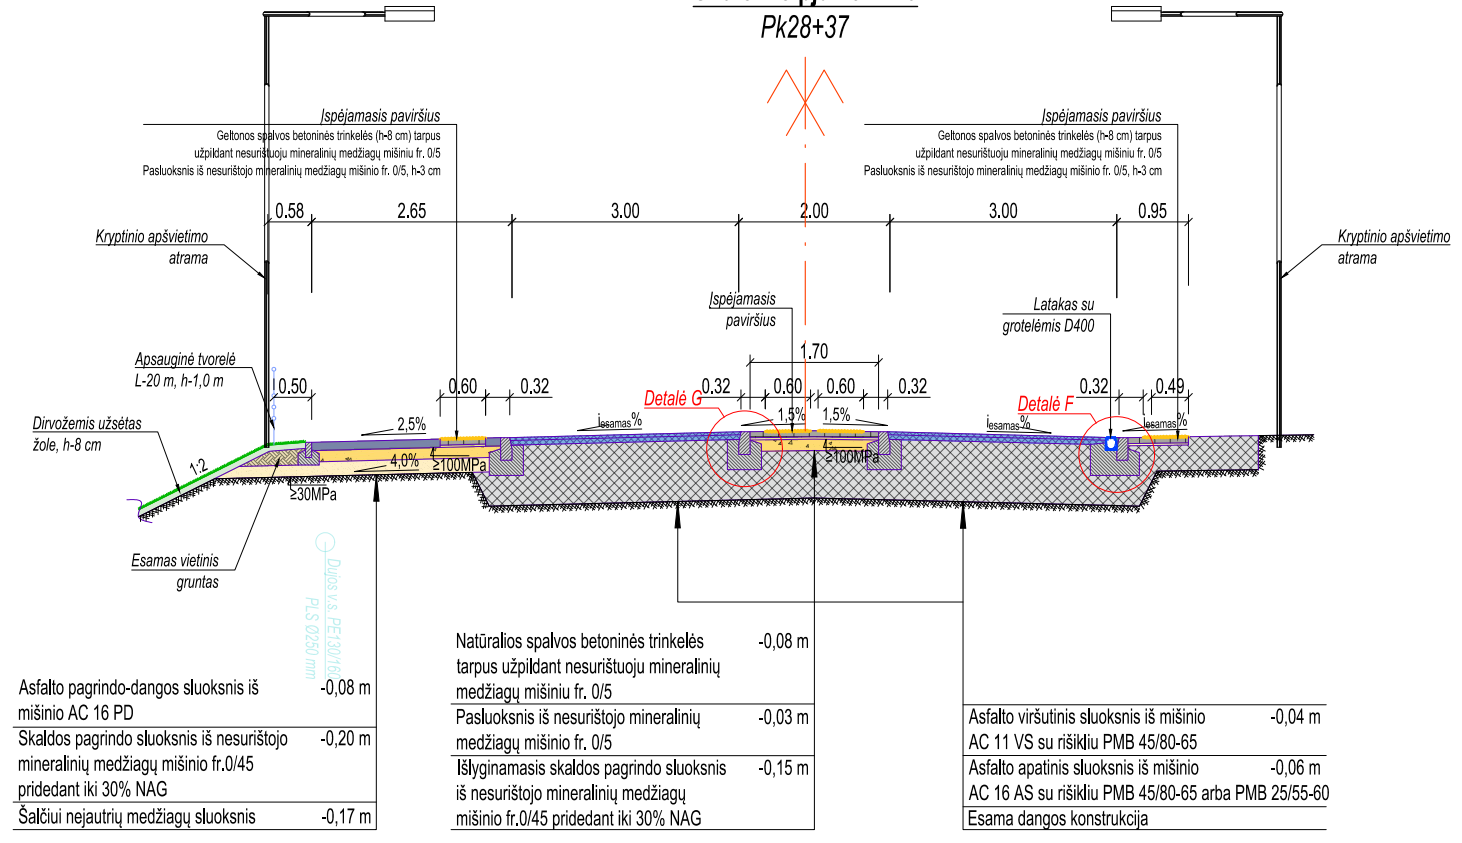 Pk28+37
Įspėjamasis paviršius
Geltonos spalvos betoninės trinkelės (h-8 cm) tarpus
užpildant nesurištuoju mineralinių medžiagų mišiniu fr. 0/5
Pasluoksnis iš nesurištojo mineralinių medžiagų mišinio fr. 0/5, h-3 cm
Įspėjamasis paviršius
Geltonos spalvos betoninės trinkelės (h-8 cm) tarpus
užpildant nesurištuoju mineralinių medžiagų mišiniu fr. 0/5
Pasluoksnis iš nesurištojo mineralinių medžiagų mišinio fr. 0/5, h-3 cm
0.58 2.65 3.00 2.00 3.00 0.95
Kryptinio apšvietimo
atrama
Kryptinio apšvietimo
atrama
Įspėjamasis
paviršius
Latakas su
grotelėmis D400
Apsauginė tvorelė
L-20 m, h-1,0 m
1.70
0.50 0.60 0.32 0.32 0.60 0.60 0.32 0.32 0.49
Detalė G
Detalė F
Dirvožemis užsėtas
žole, h-8 cm
2,5% iesamas% 1,5% 1,5% iesamas% iesamas%
1:2
4,0%
≥100MPa
≥100MPa
≥30MPa
Esamas vietinis
gruntas
Dujos v.s. PE130/160
PLS Ø250 mm
Asfalto pagrindo-dangos sluoksnis iš -0,08 m
mišinio AC 16 PD
Skaldos pagrindo sluoksnis iš nesurištojo -0,20 m
mineralinių medžiagų mišinio fr.0/45
pridedant iki 30% NAG
Šalčiui nejautrių medžiagų sluoksnis -0,17 m
Natūralios spalvos betoninės trinkelės -0,08 m
tarpus užpildant nesurištuoju mineralinių
medžiagų mišiniu fr. 0/5
Pasluoksnis iš nesurištojo mineralinių -0,03 m
medžiagų mišinio fr. 0/5
Išlyginamasis skaldos pagrindo sluoksnis -0,15 m
iš nesurištojo mineralinių medžiagų
mišinio fr.0/45 pridedant iki 30% NAG
Asfalto viršutinis sluoksnis iš mišinio -0,04 m
AC 11 VS su rišikliu PMB 45/80-65
Asfalto apatinis sluoksnis iš mišinio -0,06 m
AC 16 AS su rišikliu PMB 45/80-65 arba PMB 25/55-60
Esama dangos konstrukcija